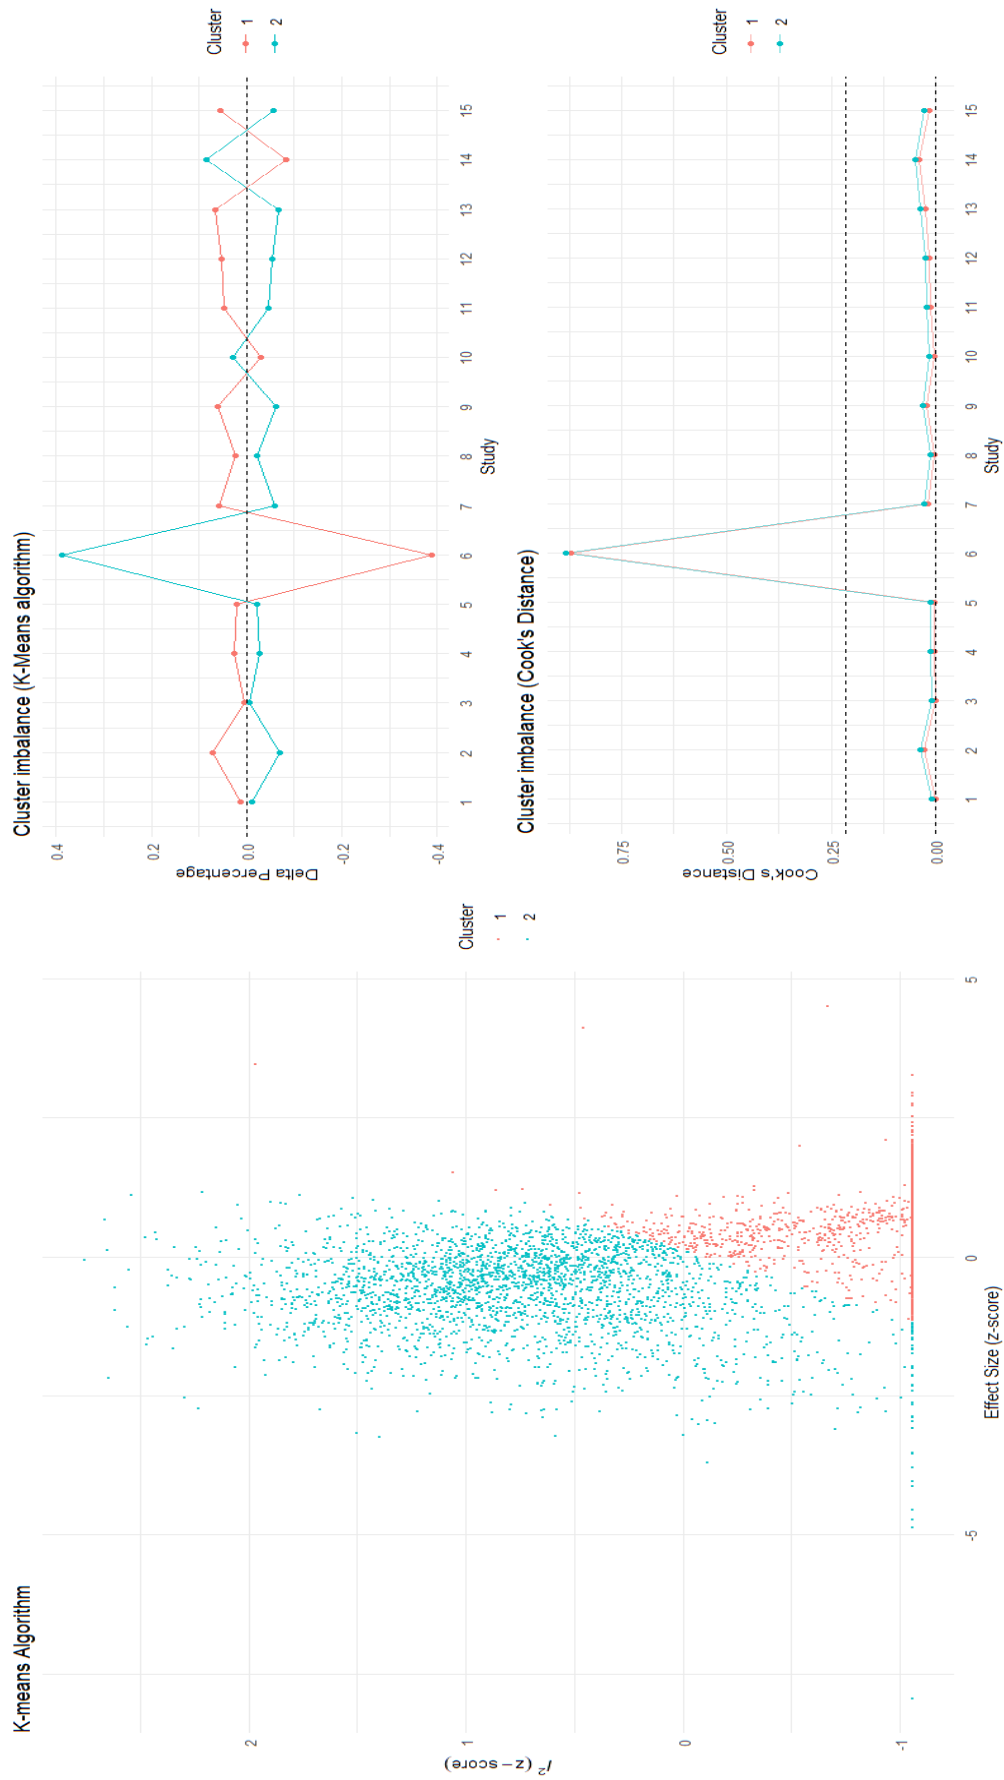 K-means Algorithm
I² (z−score)
2
1
0
-1
-5
0
5
Effect Size (z-score)
Cluster
1
2
Cluster imbalance (K-Means algorithm)
Delta Percentage
0.4
0.2
0.0
-0.2
-0.4
1 2 3 4 5 6 7 8 9 10 11 12 13 14 15
Study
Cluster
1
2
Cluster imbalance (Cook's Distance)
Cook's Distance
0.75
0.50
0.25
0.00
1 2 3 4 5 6 7 8 9 10 11 12 13 14 15
Study
Cluster
1
2